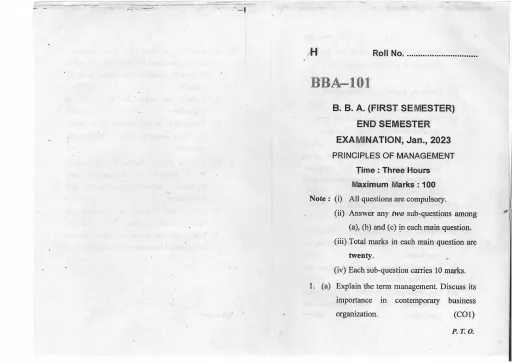 H Roll No. ..............................
BBA–101
B. B. A. (FIRST SEMESTER)
END SEMESTER
EXAMINATION, Jan., 2023
PRINCIPLES OF MANAGEMENT
Time : Three Hours
Maximum Marks : 100
Note : (i) All questions are compulsory.
(ii) Answer any two sub-questions among
(a), (b) and (c) in each main question.
(iii) Total marks in each main question are
twenty.
(iv) Each sub-question carries 10 marks.
1. (a) Explain the term management. Discuss its
importance in contemporary business
organization. (CO1)
P. T. O.